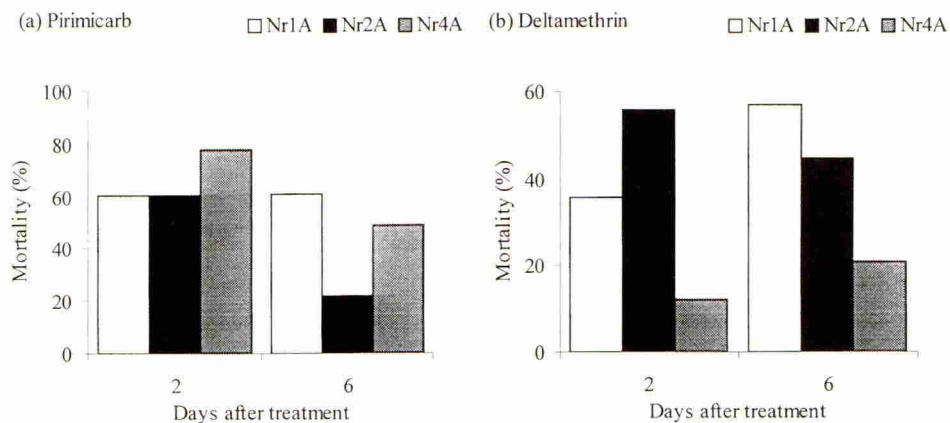 (a) Pirimicarb
Nr1A Nr2A Nr4A
100
80
60
40
20
0
Mortality (%)
2 6
Days after treatment
(b) Deltamethrin
Nr1A Nr2A Nr4A
60
40
20
0
Mortality (%)
2 6
Days after treatment